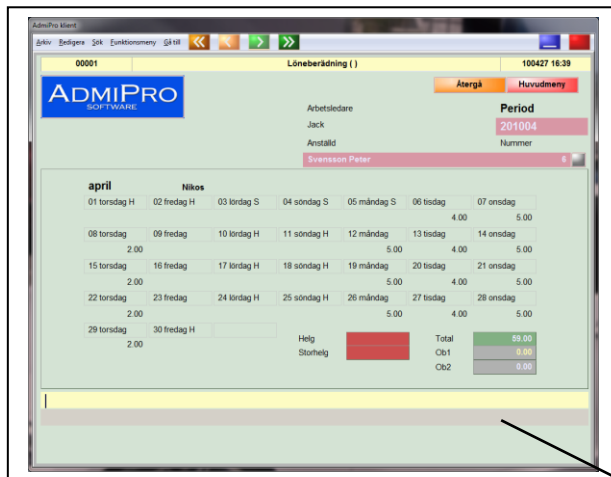 AdmiPro klient
Arkiv Redigera Sök Funktionsmeny Gå till
00001 Löneberädning ( ) 100427 16:39
ADMIPRO
SOFTWARE
Återgå Huvudmeny
Arbetsledare Period
Jack 201004
Anställd Nummer
Svensson Peter 6
april Nikos
01 torsdag H 02 fredag H 03 lördag S 04 söndag S 05 måndag S 06 tisdag 07 onsdag
4.00 5.00
08 torsdag 09 fredag 10 lördag H 11 söndag H 12 måndag 13 tisdag 14 onsdag
2.00 5.00 4.00 5.00
15 torsdag 16 fredag 17 lördag H 18 söndag H 19 måndag 20 tisdag 21 onsdag
2.00 5.00 4.00 5.00
22 torsdag 23 fredag 24 lördag H 25 söndag H 26 måndag 27 tisdag 28 onsdag
2.00 5.00 4.00 5.00
29 torsdag 30 fredag H
2.00
Helg Total 59.00
Storhelg Ob1 0.00
Ob2 0.00